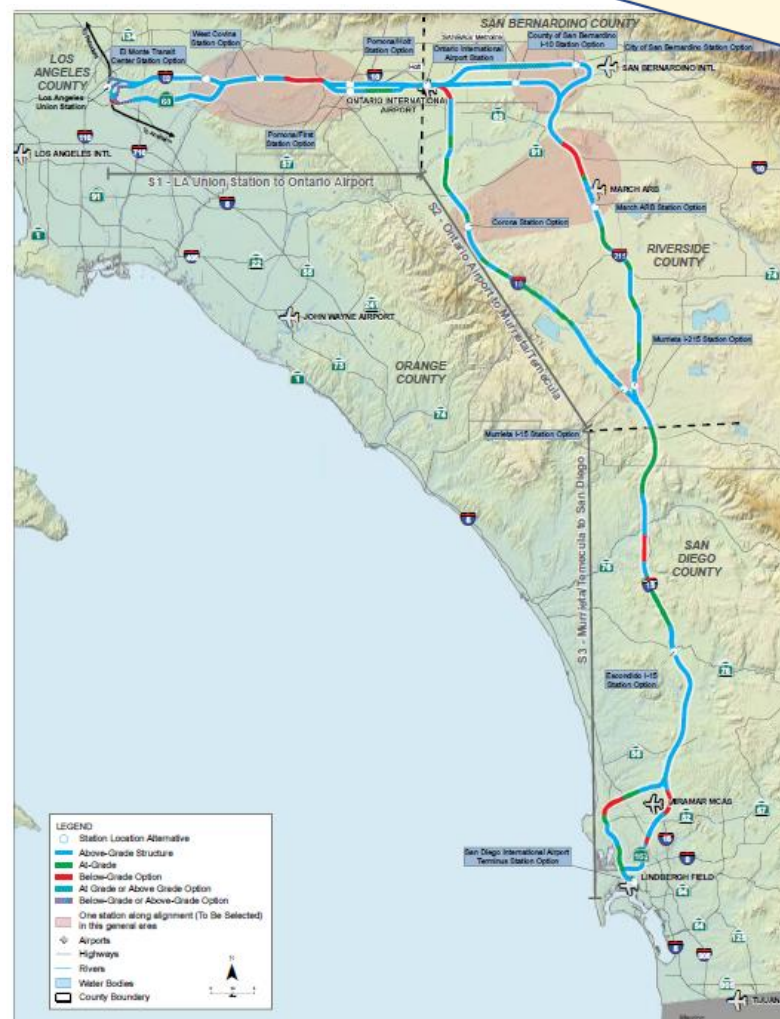 SAN BERNARDINO COUNTY
LOS
ANGELES
COUNTY
El Monte Transit
Center Station Option
West Covina
Station Option
Pomona/Holt
Station Option
Ontario International
Airport Station
County of San Bernardino
I-10 Option
City of San Bernardino Station Option
SAN BERNARDINO INTL
Los Angeles
Union Station
Holt
ONTARIO INTERNATIONAL
AIRPORT
To Anaheim
Pomona/First
Station Option
LOS ANGELES INTL
S1 - LA Union Station to Ontario Airport
MARCH ARB
March ARB Station Option
Corona Station Option
RIVERSIDE
COUNTY
S2 - Ontario Airport to Murrieta/Temecula
JOHN WAYNE AIRPORT
ORANGE
COUNTY
Murrieta I-215 Station Option
Murrieta I-15 Station Option
S3 - Murrieta/Temecula to San Diego
SAN
DIEGO
COUNTY
Escondido I-15
Station Option
MIRAMAR MCAS
San Diego International Airport
Terminus Station Option
LINDBERGH FIELD
LEGEND
Station Location Alternative
Above-Grade Structure
At-Grade
Below-Grade Option
At Grade or Above Grade Option
Below-Grade or Above-Grade Option
One station along alignment (To Be Selected)
in this general area
Airports
Highways
Rivers
Water Bodies
County Boundary
N
TIJUAN
Mexico